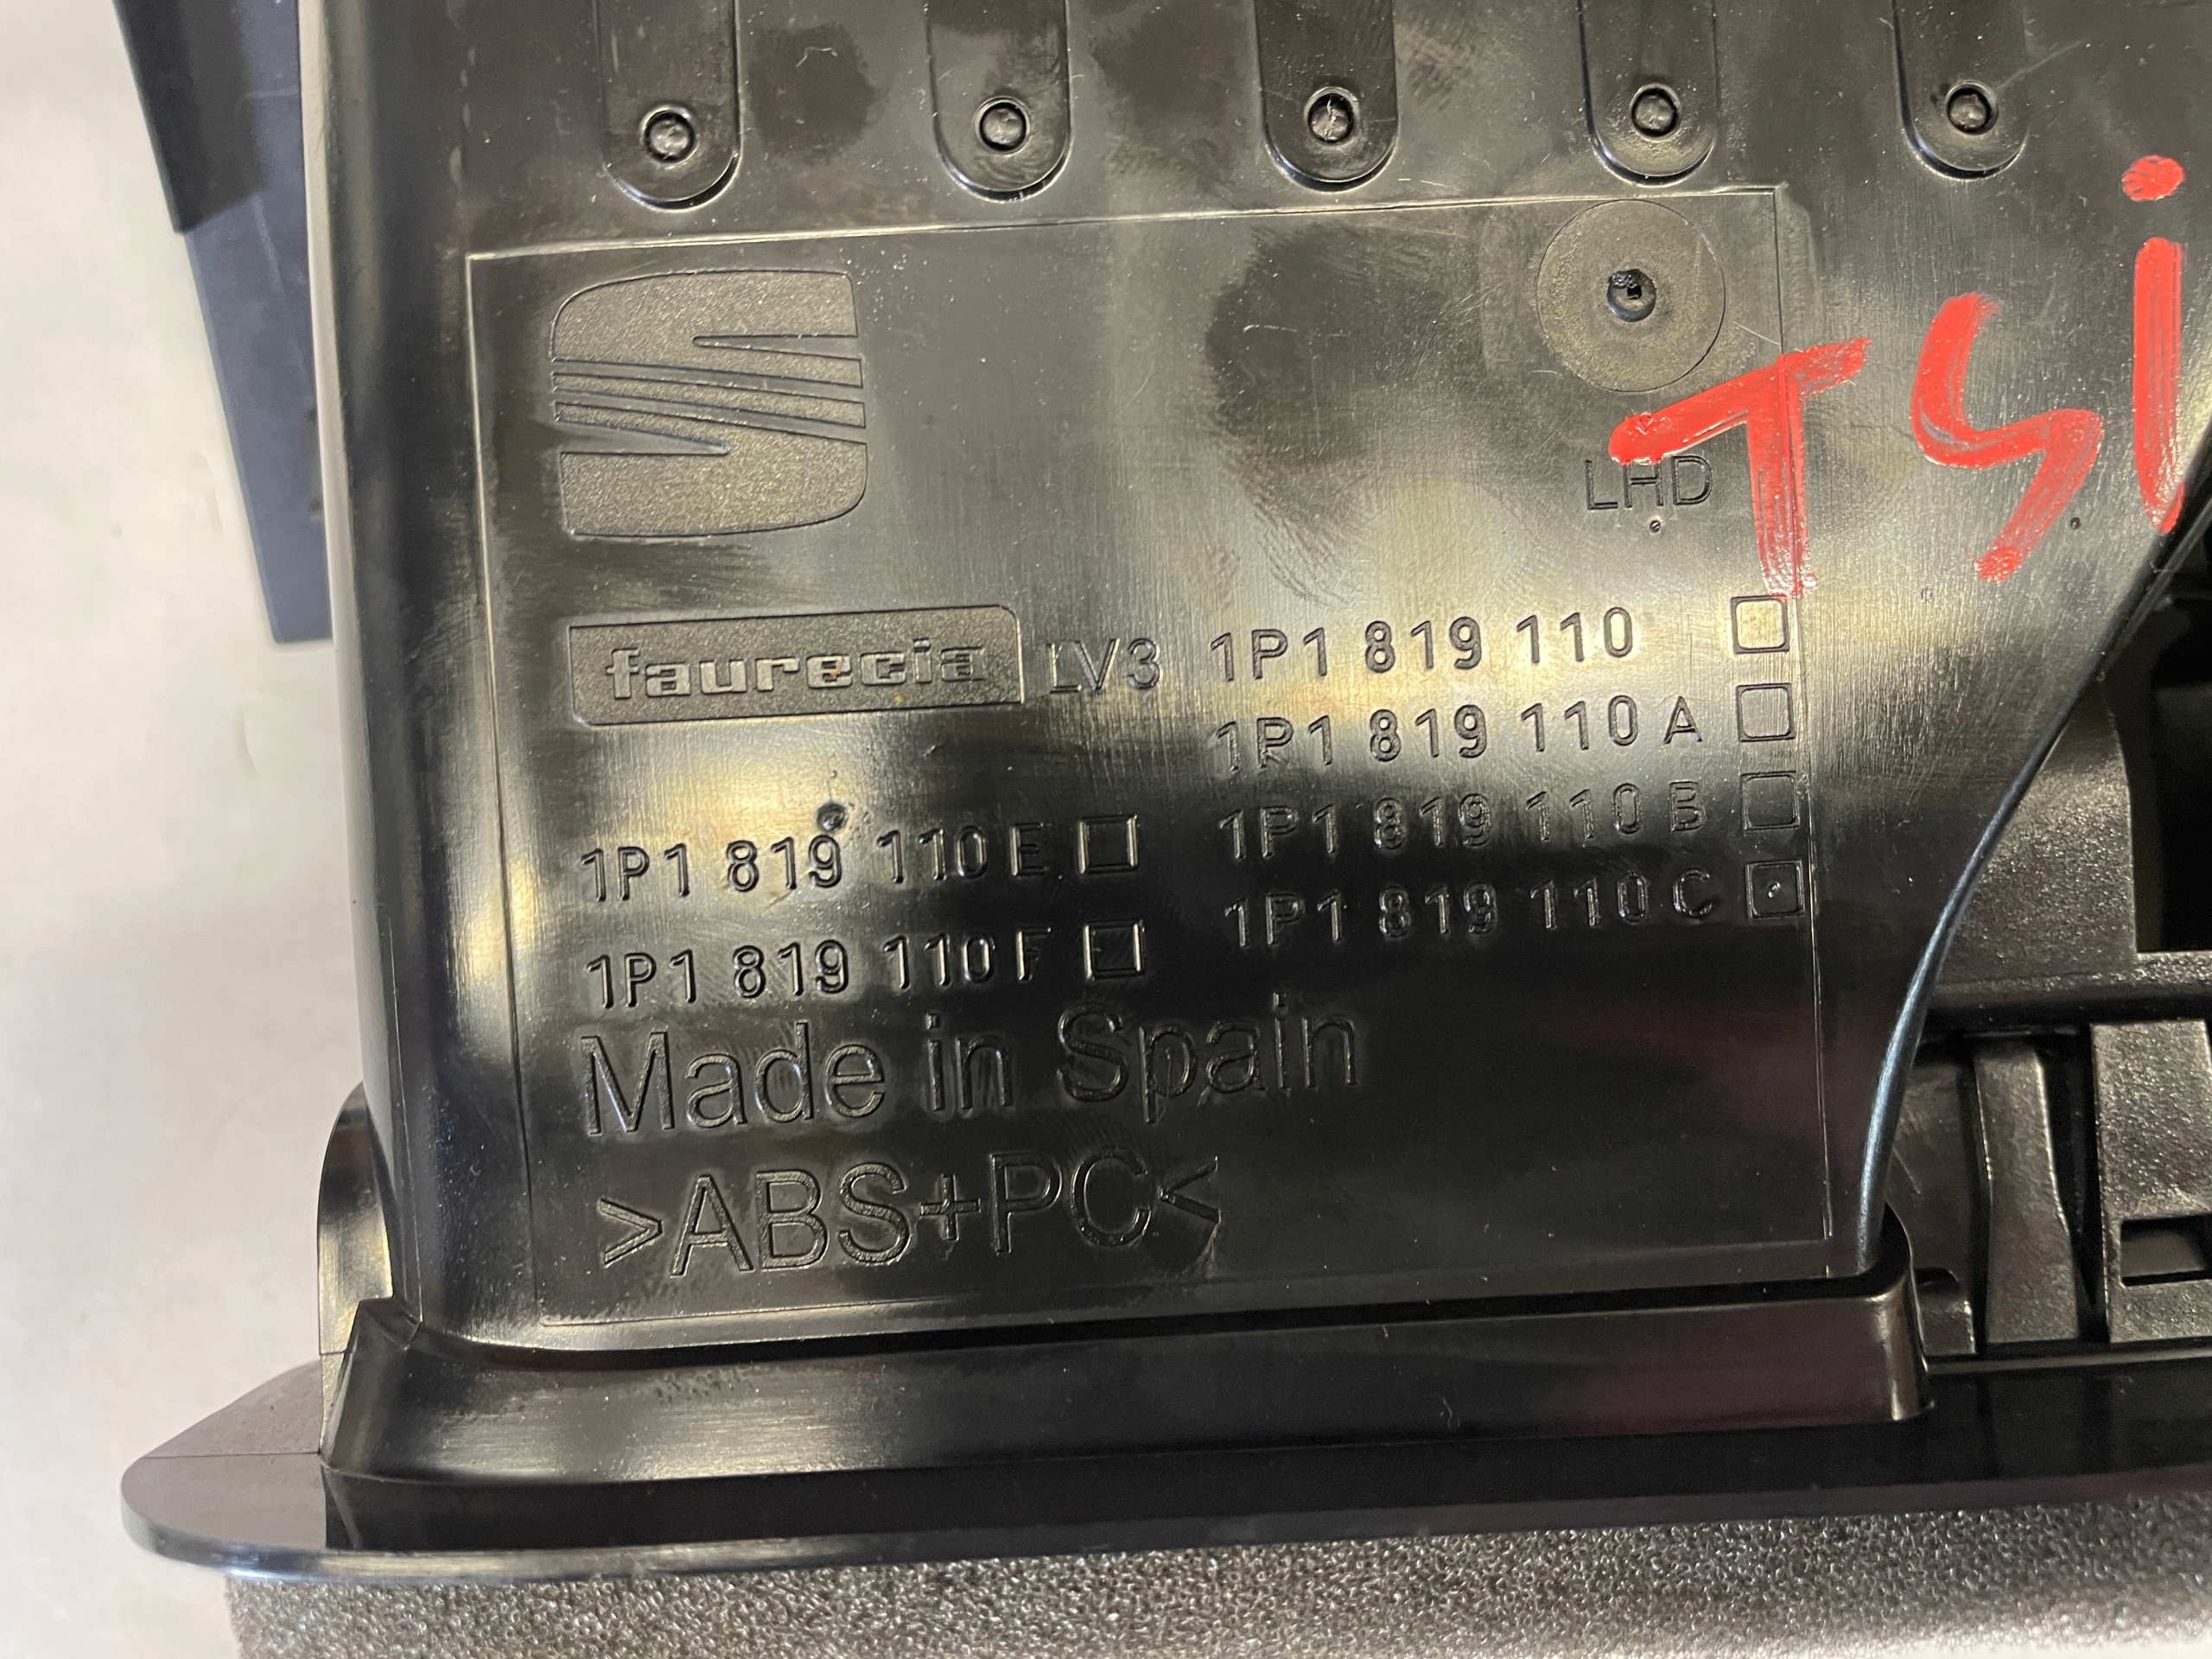 TSi
LHD
faurecia LV3 1P1 819 110
1P1 819 110 A
1P1 819 110 B
1P1 819 110 E
1P1 819 110 C
1P1 819 110 F
Made in Spain
>ABS+PC<